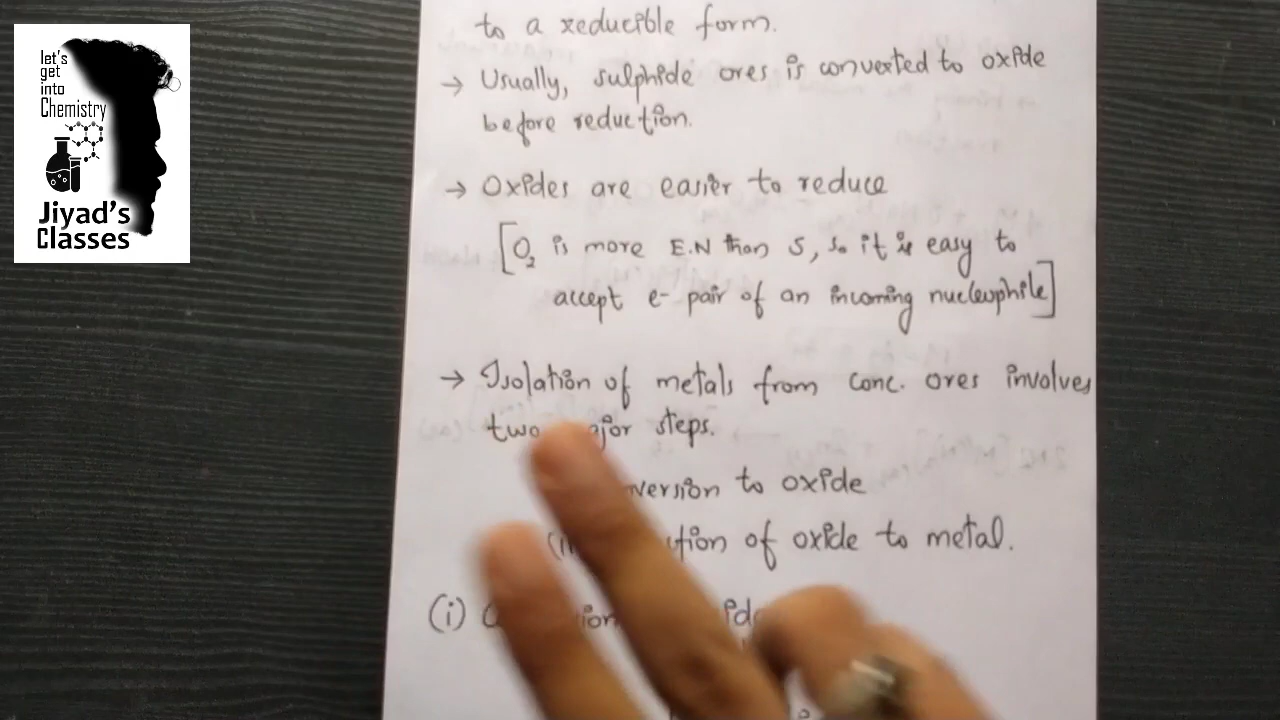 let's
get
into
Chemistry
Jiyad's
Classes
to a reducible form.
→ Usually, sulphide ores is converted to oxide
before reduction.
→ Oxides are easier to reduce
[O₂ is more E.N than S, so it is easy to
accept e- pair of an incoming nucleophile]
→ Isolation of metals from conc. ores involves
two steps.
to oxide
of oxide to metal.
(i)